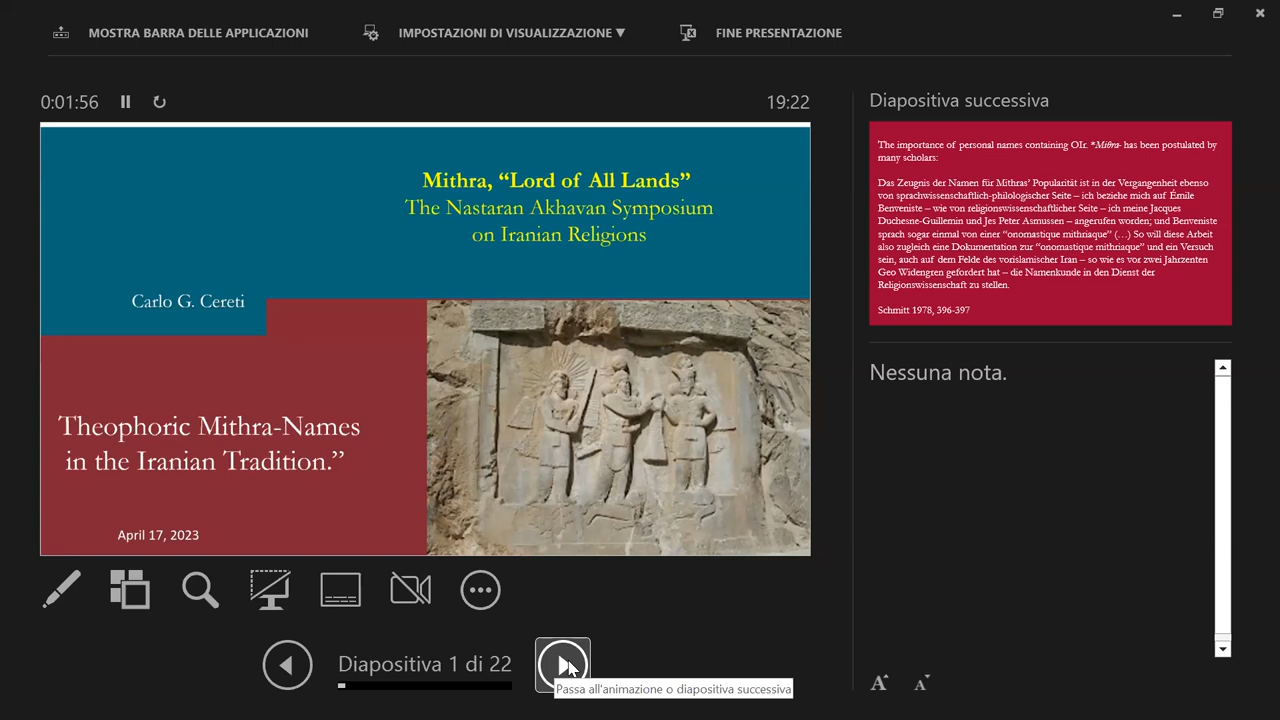 MOSTRA BARRA DELLE APPLICAZIONI
IMPOSTAZIONI DI VISUALIZZAZIONE ▼
FINE PRESENTAZIONE
0:01:56
19:22
Mithra, “Lord of All Lands”
The Nastaran Akhavan Symposium
on Iranian Religions
Carlo G. Cereti
Theophoric Mithra-Names
in the Iranian Tradition.”
April 17, 2023
Diapositiva successiva
The importance of personal names containing OIr. *Miθra- has been postulated by
many scholars:
Das Zeugnis der Namen für Mithras’ Popularität ist in der Vergangenheit ebenso
von sprachwissenschaftlich-philologischer Seite – ich beziehe mich auf Émile
Benveniste – wie von religionswissenschaftlicher Seite – ich meine Jacques
Duchesne-Guillemin und Jes Peter Asmussen – angerufen worden; und Benveniste
sprach sogar einmal von einer “onomastique mithriaque” (…) So will diese Arbeit
also zugleich eine Dokumentation zur “onomastique mithriaque” und ein Versuch
sein, auch auf dem Felde des vorislamischer Iran – so wie es vor zwei Jahrzenten
Geo Widengren gefordert hat – die Namenkunde in den Dienst der
Religionswissenschaft zu stellen.
Schmitt 1978, 396-397
Nessuna nota.
Diapositiva 1 di 22
Passa all'animazione o diapositiva successiva
A A